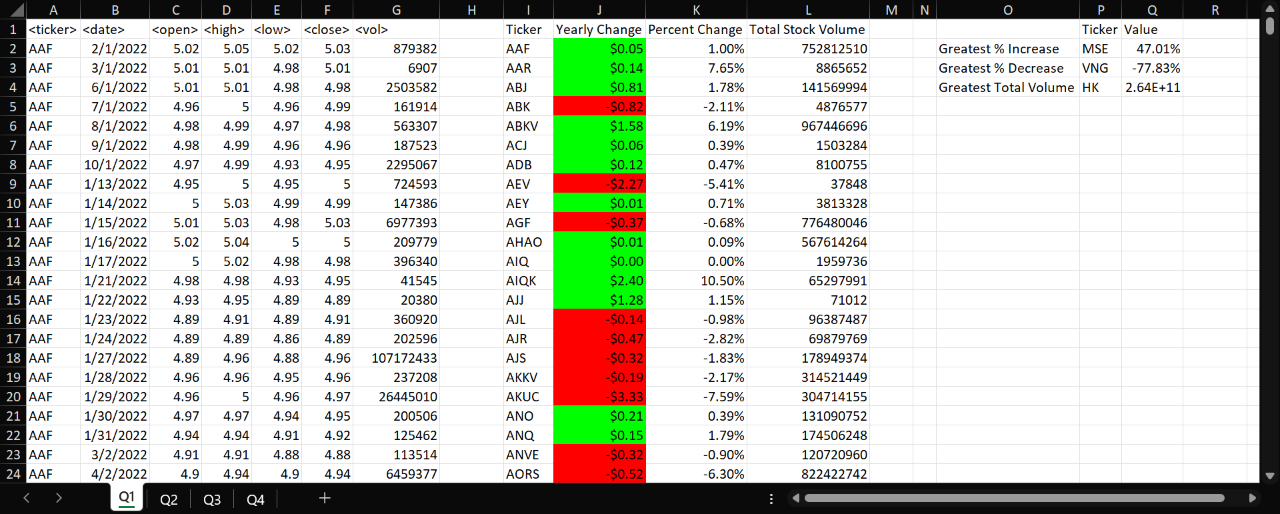 A B C D E F G H I J K L M N O P Q R
1 <ticker> <date> <open> <high> <low> <close> <vol> Ticker Yearly Change Percent Change Total Stock Volume Ticker Value
2 AAF 2/1/2022 5.02 5.05 5.02 5.03 879382 AAF $0.05 1.00% 752812510 Greatest % Increase MSE 47.01%
3 AAF 3/1/2022 5.01 5.01 4.98 5.01 6907 AAR $0.14 7.65% 8865652 Greatest % Decrease VNG -77.83%
4 AAF 6/1/2022 5.01 5.01 4.98 4.98 2503582 ABJ $0.81 1.78% 141569994 Greatest Total Volume HK 2.64E+11
5 AAF 7/1/2022 4.96 5 4.96 4.99 161914 ABK -$0.82 -2.11% 4876577
6 AAF 8/1/2022 4.98 4.99 4.97 4.98 563307 ABKV $1.58 6.19% 967446696
7 AAF 9/1/2022 4.98 4.99 4.96 4.96 187523 ACJ $0.06 0.39% 1503284
8 AAF 10/1/2022 4.97 4.99 4.93 4.95 2295067 ADB $0.12 0.47% 8100755
9 AAF 1/13/2022 4.95 5 4.95 5 724593 AEV -$2.27 -5.41% 37848
10 AAF 1/14/2022 5 5.03 4.99 4.99 147386 AEY $0.01 0.71% 3813328
11 AAF 1/15/2022 5.01 5.03 4.98 5.03 6977393 AGF -$0.37 -0.68% 776480046
12 AAF 1/16/2022 5.02 5.04 5 5 209779 AHAO $0.01 0.09% 567614264
13 AAF 1/17/2022 5 5.02 4.98 4.98 396340 AIQ $0.00 0.00% 1959736
14 AAF 1/21/2022 4.98 4.98 4.93 4.95 41545 AIQK $2.40 10.50% 65297991
15 AAF 1/22/2022 4.93 4.95 4.89 4.89 20380 AJJ $1.28 1.15% 71012
16 AAF 1/23/2022 4.89 4.91 4.89 4.91 360920 AJL -$0.14 -0.98% 96387487
17 AAF 1/24/2022 4.89 4.89 4.86 4.89 202596 AJR -$0.47 -2.82% 69879769
18 AAF 1/27/2022 4.89 4.96 4.88 4.96 107172433 AJS -$0.32 -1.83% 178949374
19 AAF 1/28/2022 4.96 4.96 4.95 4.96 237208 AKKV -$0.19 -2.17% 314521449
20 AAF 1/29/2022 4.96 5 4.96 4.97 26445010 AKUC -$3.33 -7.59% 304714155
21 AAF 1/30/2022 4.97 4.97 4.94 4.95 200506 ANO $0.21 0.39% 131090752
22 AAF 1/31/2022 4.94 4.94 4.91 4.92 125462 ANQ $0.15 1.79% 174506248
23 AAF 3/2/2022 4.91 4.91 4.88 4.88 113514 ANVE -$0.32 -0.90% 120720960
24 AAF 4/2/2022 4.9 4.94 4.9 4.94 6459377 AORS -$0.52 -6.30% 822422742
Q1 Q2 Q3 Q4